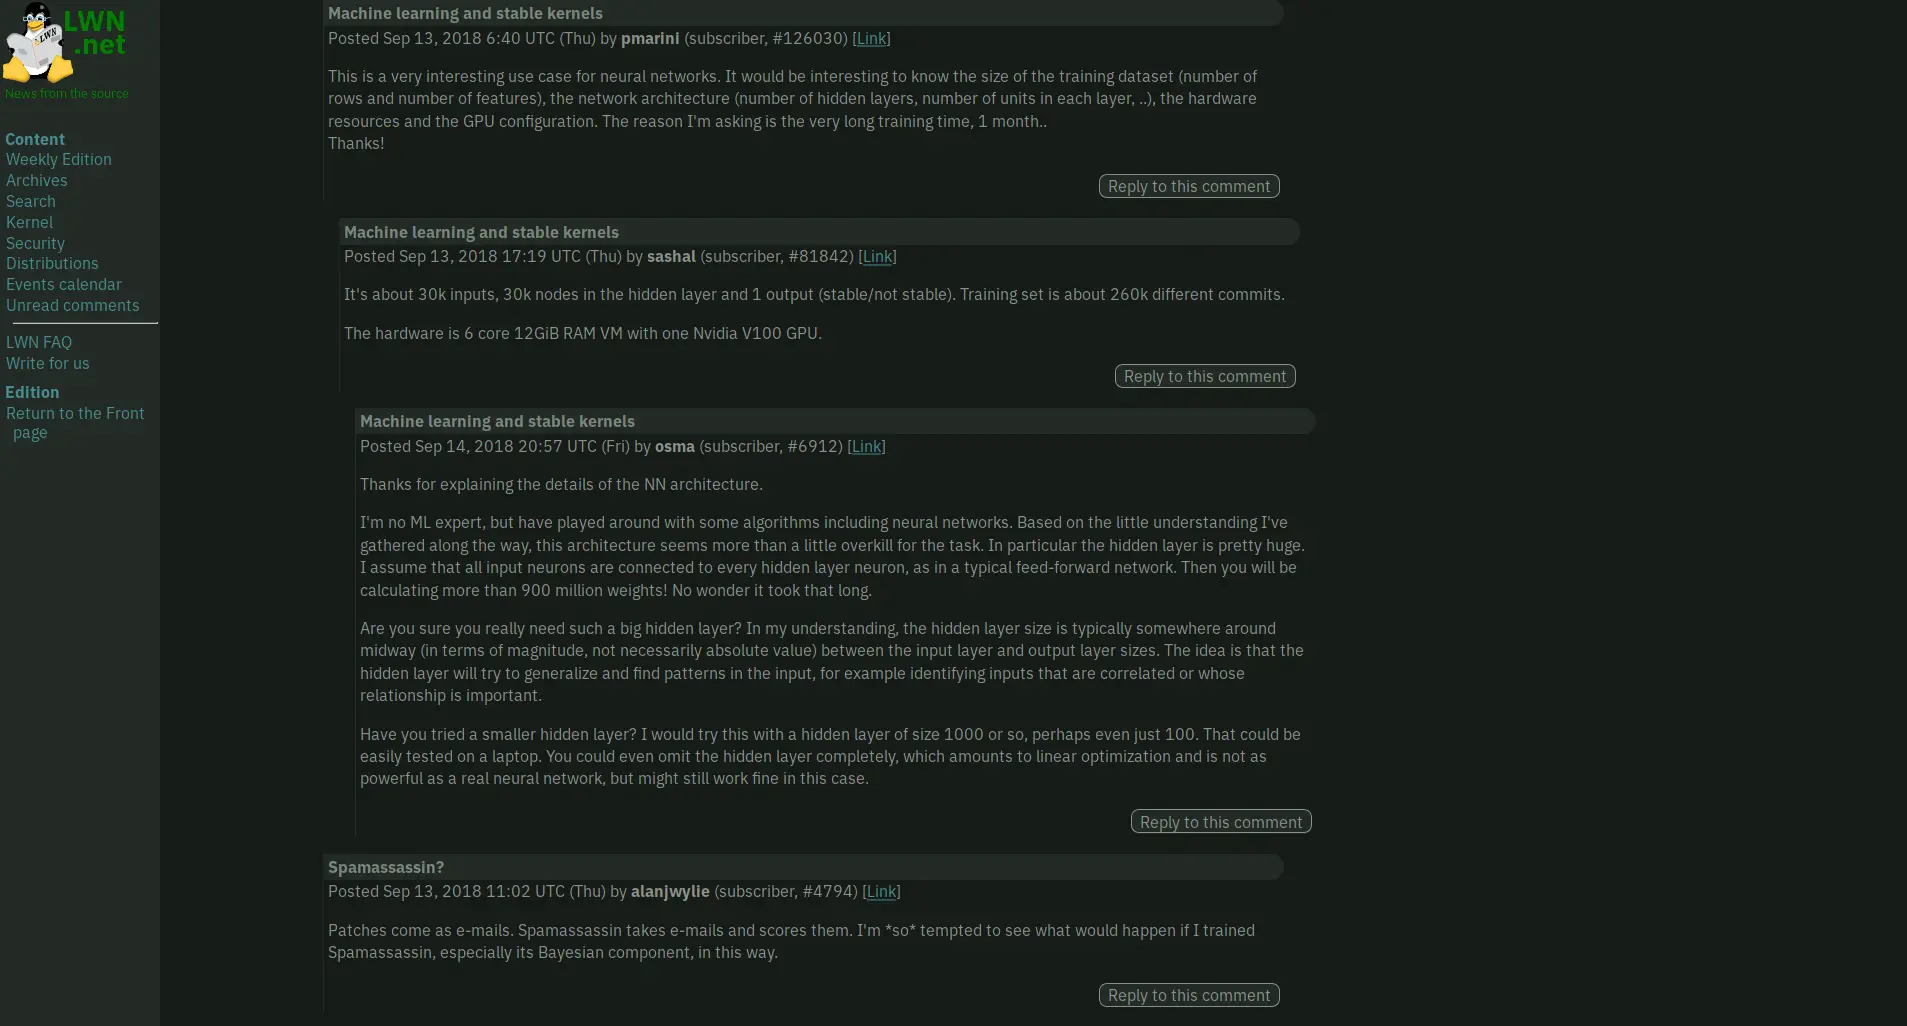 LWN
.net
News from the source
Content
Weekly Edition
Archives
Search
Kernel
Security
Distributions
Events calendar
Unread comments
LWN FAQ
Write for us
Edition
Return to the Front
page
Machine learning and stable kernels
Posted Sep 13, 2018 6:40 UTC (Thu) by pmarini (subscriber, #126030) [Link]
This is a very interesting use case for neural networks. It would be interesting to know the size of the training dataset (number of
rows and number of features), the network architecture (number of hidden layers, number of units in each layer, ..), the hardware
resources and the GPU configuration. The reason I'm asking is the very long training time, 1 month..
Thanks!
Reply to this comment
Machine learning and stable kernels
Posted Sep 13, 2018 17:19 UTC (Thu) by sashal (subscriber, #81842) [Link]
It's about 30k inputs, 30k nodes in the hidden layer and 1 output (stable/not stable). Training set is about 260k different commits.
The hardware is 6 core 12GiB RAM VM with one Nvidia V100 GPU.
Reply to this comment
Machine learning and stable kernels
Posted Sep 14, 2018 20:57 UTC (Fri) by osma (subscriber, #6912) [Link]
Thanks for explaining the details of the NN architecture.
I'm no ML expert, but have played around with some algorithms including neural networks. Based on the little understanding I've
gathered along the way, this architecture seems more than a little overkill for the task. In particular the hidden layer is pretty huge.
I assume that all input neurons are connected to every hidden layer neuron, as in a typical feed-forward network. Then you will be
calculating more than 900 million weights! No wonder it took that long.
Are you sure you really need such a big hidden layer? In my understanding, the hidden layer size is typically somewhere around
midway (in terms of magnitude, not necessarily absolute value) between the input layer and output layer sizes. The idea is that the
hidden layer will try to generalize and find patterns in the input, for example identifying inputs that are correlated or whose
relationship is important.
Have you tried a smaller hidden layer? I would try this with a hidden layer of size 1000 or so, perhaps even just 100. That could be
easily tested on a laptop. You could even omit the hidden layer completely, which amounts to linear optimization and is not as
powerful as a real neural network, but might still work fine in this case.
Reply to this comment
Spamassassin?
Posted Sep 13, 2018 11:02 UTC (Thu) by alanjwylie (subscriber, #4794) [Link]
Patches come as e-mails. Spamassassin takes e-mails and scores them. I'm *so* tempted to see what would happen if I trained
Spamassassin, especially its Bayesian component, in this way.
Reply to this comment